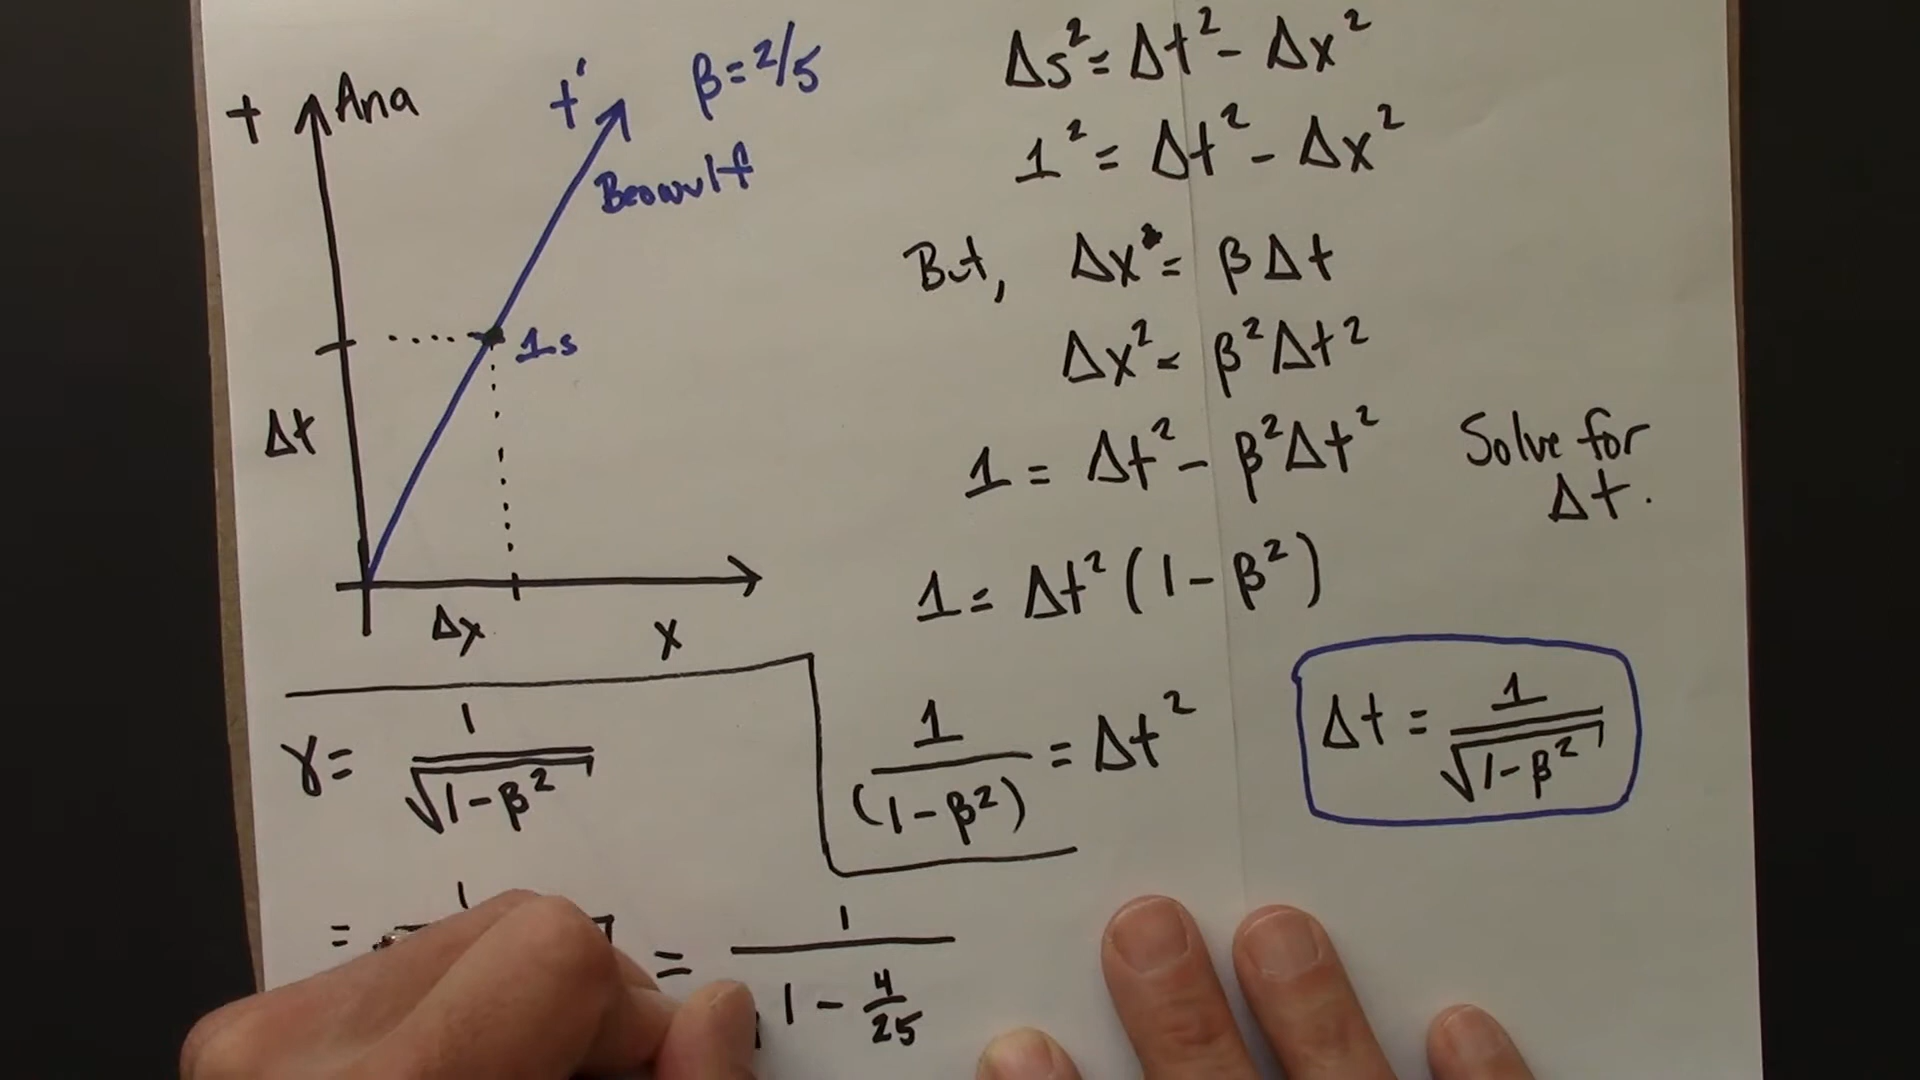 t Ana
t' β = 2/5
Beowulf
1s
Δt
Δx x
Δs² = Δt² - Δx²
1² = Δt² - Δx²
But, Δx = βΔt
Δx² = β²Δt²
1 = Δt² - β²Δt²
Solve for
Δt.
1 = Δt² (1 - β²)
1/(1-β²) = Δt²
Δt = 1/√(1-β²)
γ = 1/√(1-β²)
= 1
= 1/(1 - 4/25)